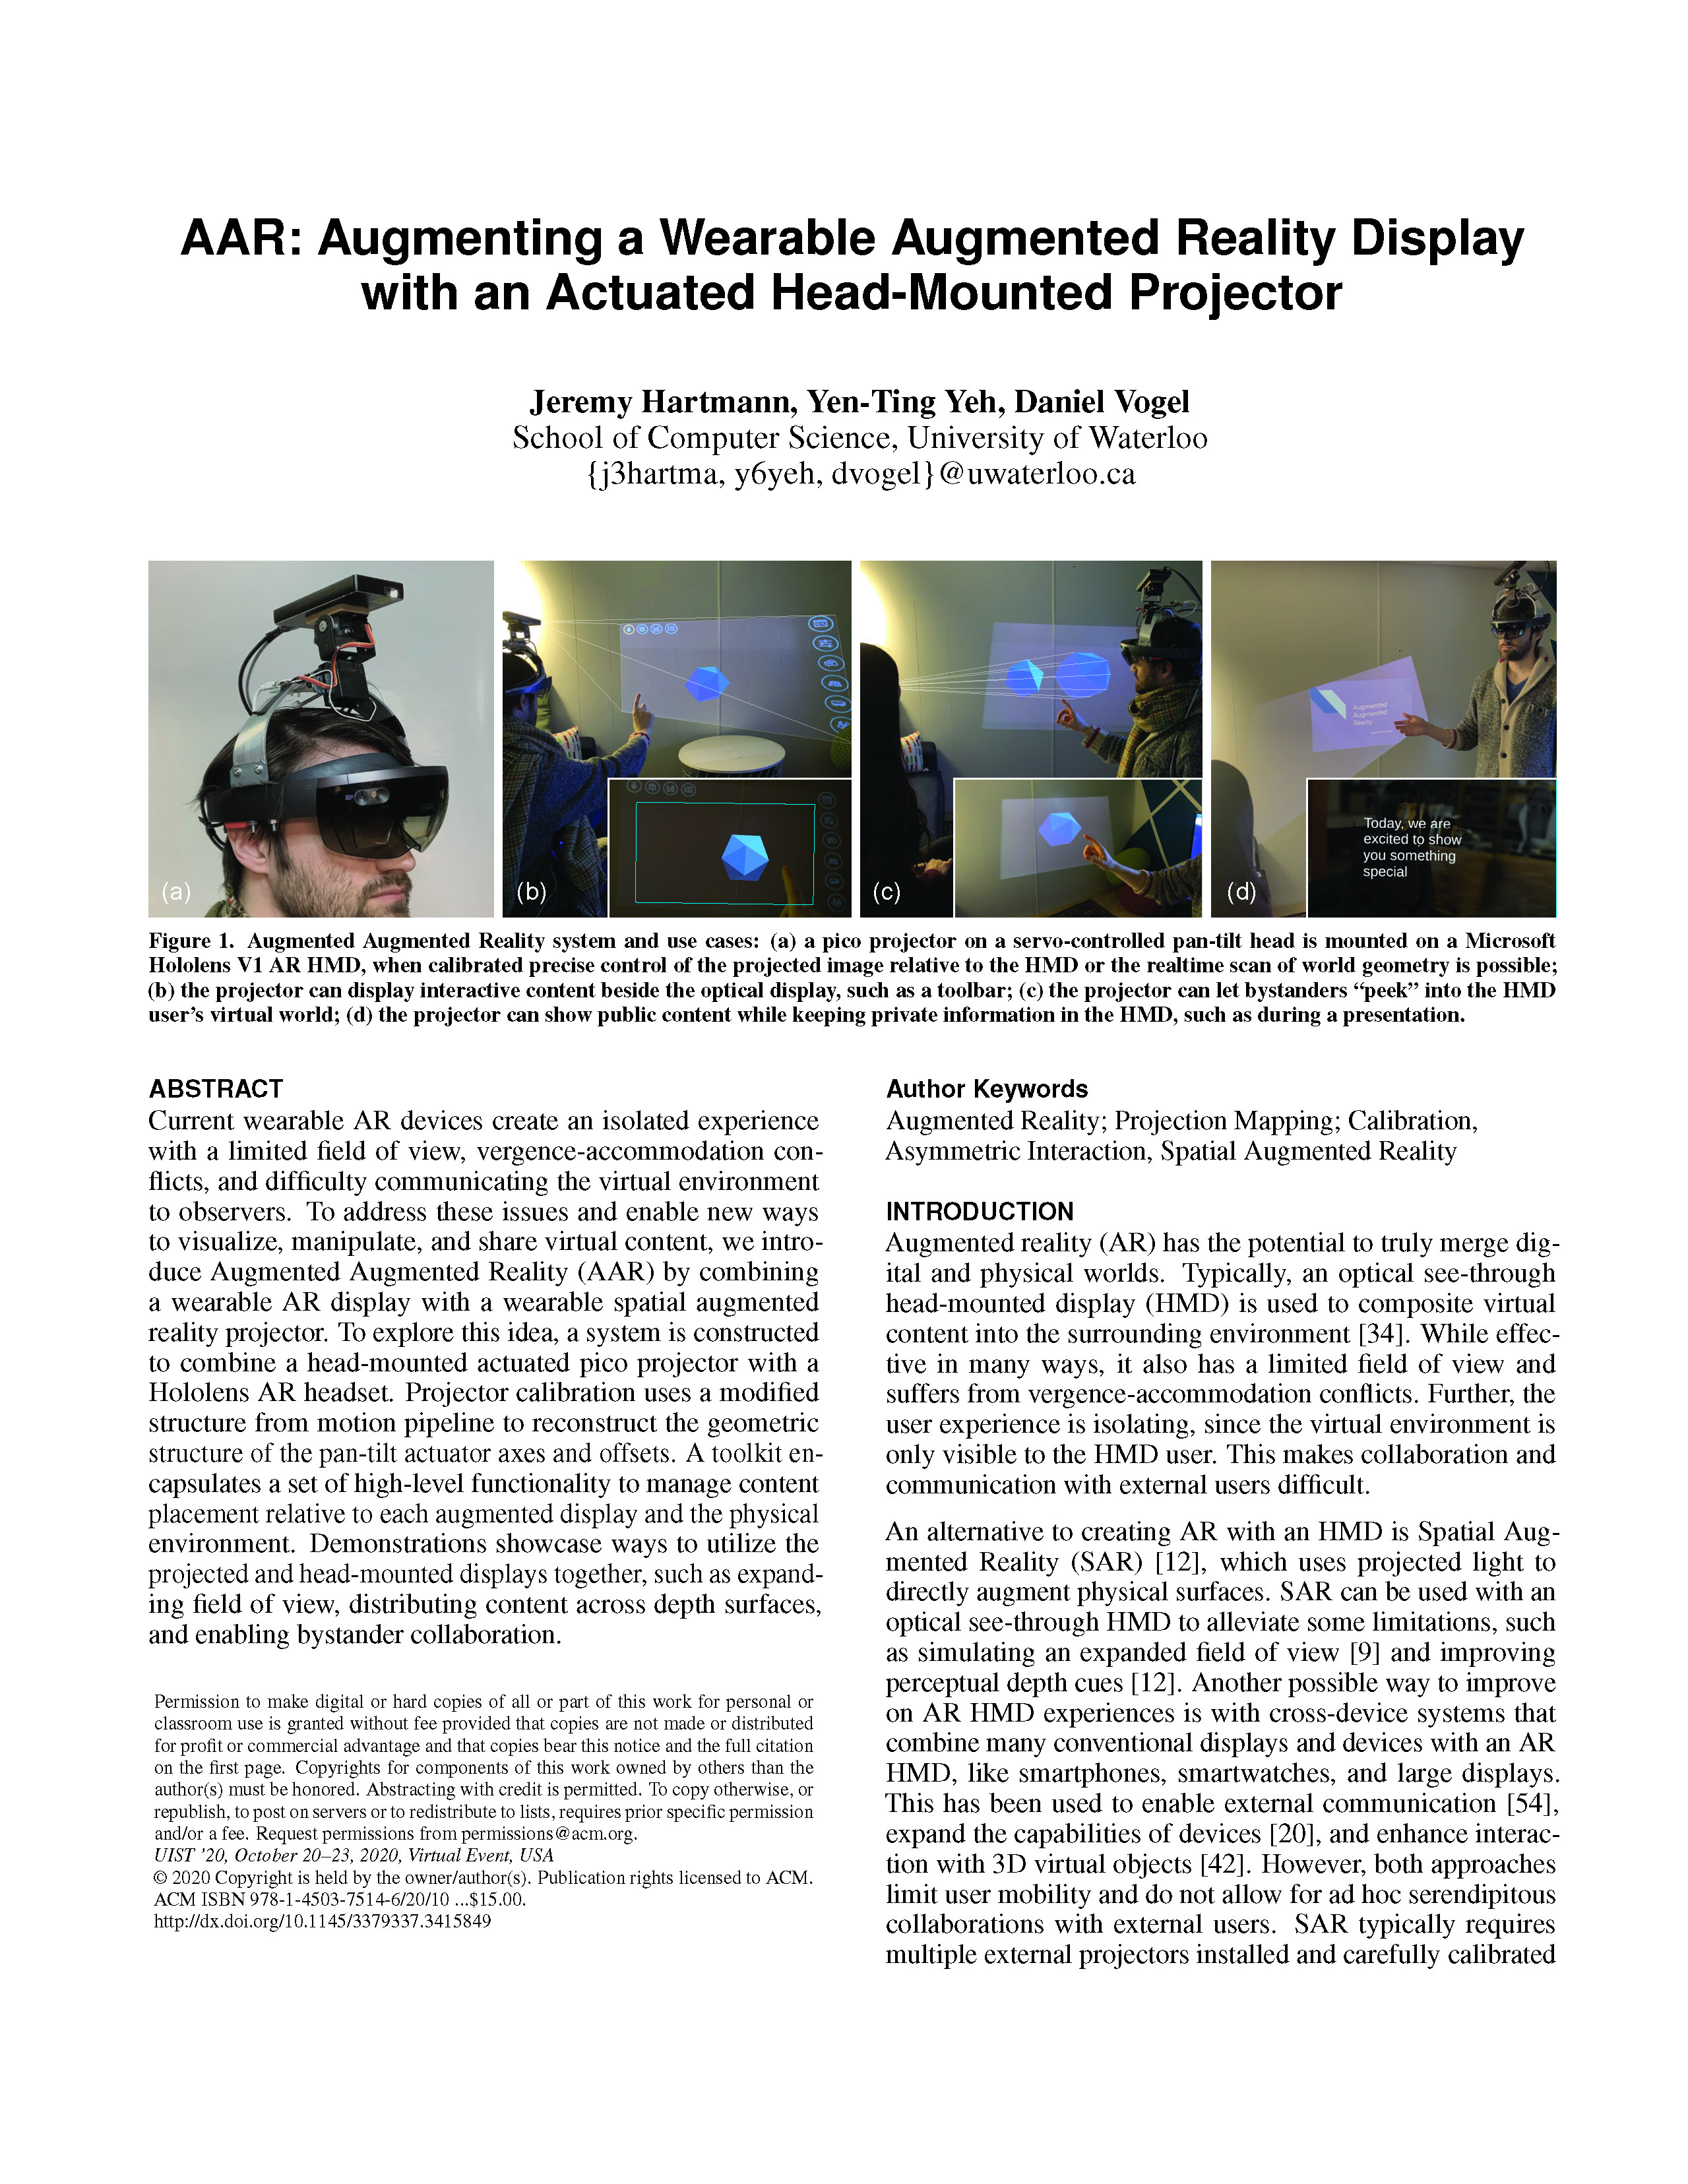 AAR: Augmenting a Wearable Augmented Reality Display
with an Actuated Head-Mounted Projector
Jeremy Hartmann, Yen-Ting Yeh, Daniel Vogel
School of Computer Science, University of Waterloo
{j3hartma, y6yeh, dvogel}@uwaterloo.ca
(a)
(b)
(c)
Augmented
Augmented
Reality
(d)
Today, we are
excited to show
you something
special
Figure 1. Augmented Augmented Reality system and use cases: (a) a pico projector on a servo-controlled pan-tilt head is mounted on a Microsoft
Hololens V1 AR HMD, when calibrated precise control of the projected image relative to the HMD or the realtime scan of world geometry is possible;
(b) the projector can display interactive content beside the optical display, such as a toolbar; (c) the projector can let bystanders “peek” into the HMD
user’s virtual world; (d) the projector can show public content while keeping private information in the HMD, such as during a presentation.
ABSTRACT
Current wearable AR devices create an isolated experience
with a limited field of view, vergence-accommodation con-
flicts, and difficulty communicating the virtual environment
to observers. To address these issues and enable new ways
to visualize, manipulate, and share virtual content, we intro-
duce Augmented Augmented Reality (AAR) by combining
a wearable AR display with a wearable spatial augmented
reality projector. To explore this idea, a system is constructed
to combine a head-mounted actuated pico projector with a
Hololens AR headset. Projector calibration uses a modified
structure from motion pipeline to reconstruct the geometric
structure of the pan-tilt actuator axes and offsets. A toolkit en-
capsulates a set of high-level functionality to manage content
placement relative to each augmented display and the physical
environment. Demonstrations showcase ways to utilize the
projected and head-mounted displays together, such as expand-
ing field of view, distributing content across depth surfaces,
and enabling bystander collaboration.
Permission to make digital or hard copies of all or part of this work for personal or
classroom use is granted without fee provided that copies are not made or distributed
for profit or commercial advantage and that copies bear this notice and the full citation
on the first page. Copyrights for components of this work owned by others than the
author(s) must be honored. Abstracting with credit is permitted. To copy otherwise, or
republish, to post on servers or to redistribute to lists, requires prior specific permission
and/or a fee. Request permissions from permissions@acm.org.
UIST ’20, October 20–23, 2020, Virtual Event, USA
© 2020 Copyright is held by the owner/author(s). Publication rights licensed to ACM.
ACM ISBN 978-1-4503-7514-6/20/10 ...$15.00.
http://dx.doi.org/10.1145/3379337.3415849
Author Keywords
Augmented Reality; Projection Mapping; Calibration,
Asymmetric Interaction, Spatial Augmented Reality
INTRODUCTION
Augmented reality (AR) has the potential to truly merge dig-
ital and physical worlds. Typically, an optical see-through
head-mounted display (HMD) is used to composite virtual
content into the surrounding environment [34]. While effec-
tive in many ways, it also has a limited field of view and
suffers from vergence-accommodation conflicts. Further, the
user experience is isolating, since the virtual environment is
only visible to the HMD user. This makes collaboration and
communication with external users difficult.
An alternative to creating AR with an HMD is Spatial Aug-
mented Reality (SAR) [12], which uses projected light to
directly augment physical surfaces. SAR can be used with an
optical see-through HMD to alleviate some limitations, such
as simulating an expanded field of view [9] and improving
perceptual depth cues [12]. Another possible way to improve
on AR HMD experiences is with cross-device systems that
combine many conventional displays and devices with an AR
HMD, like smartphones, smartwatches, and large displays.
This has been used to enable external communication [54],
expand the capabilities of devices [20], and enhance interac-
tion with 3D virtual objects [42]. However, both approaches
limit user mobility and do not allow for ad hoc serendipitous
collaborations with external users. SAR typically requires
multiple external projectors installed and carefully calibrated